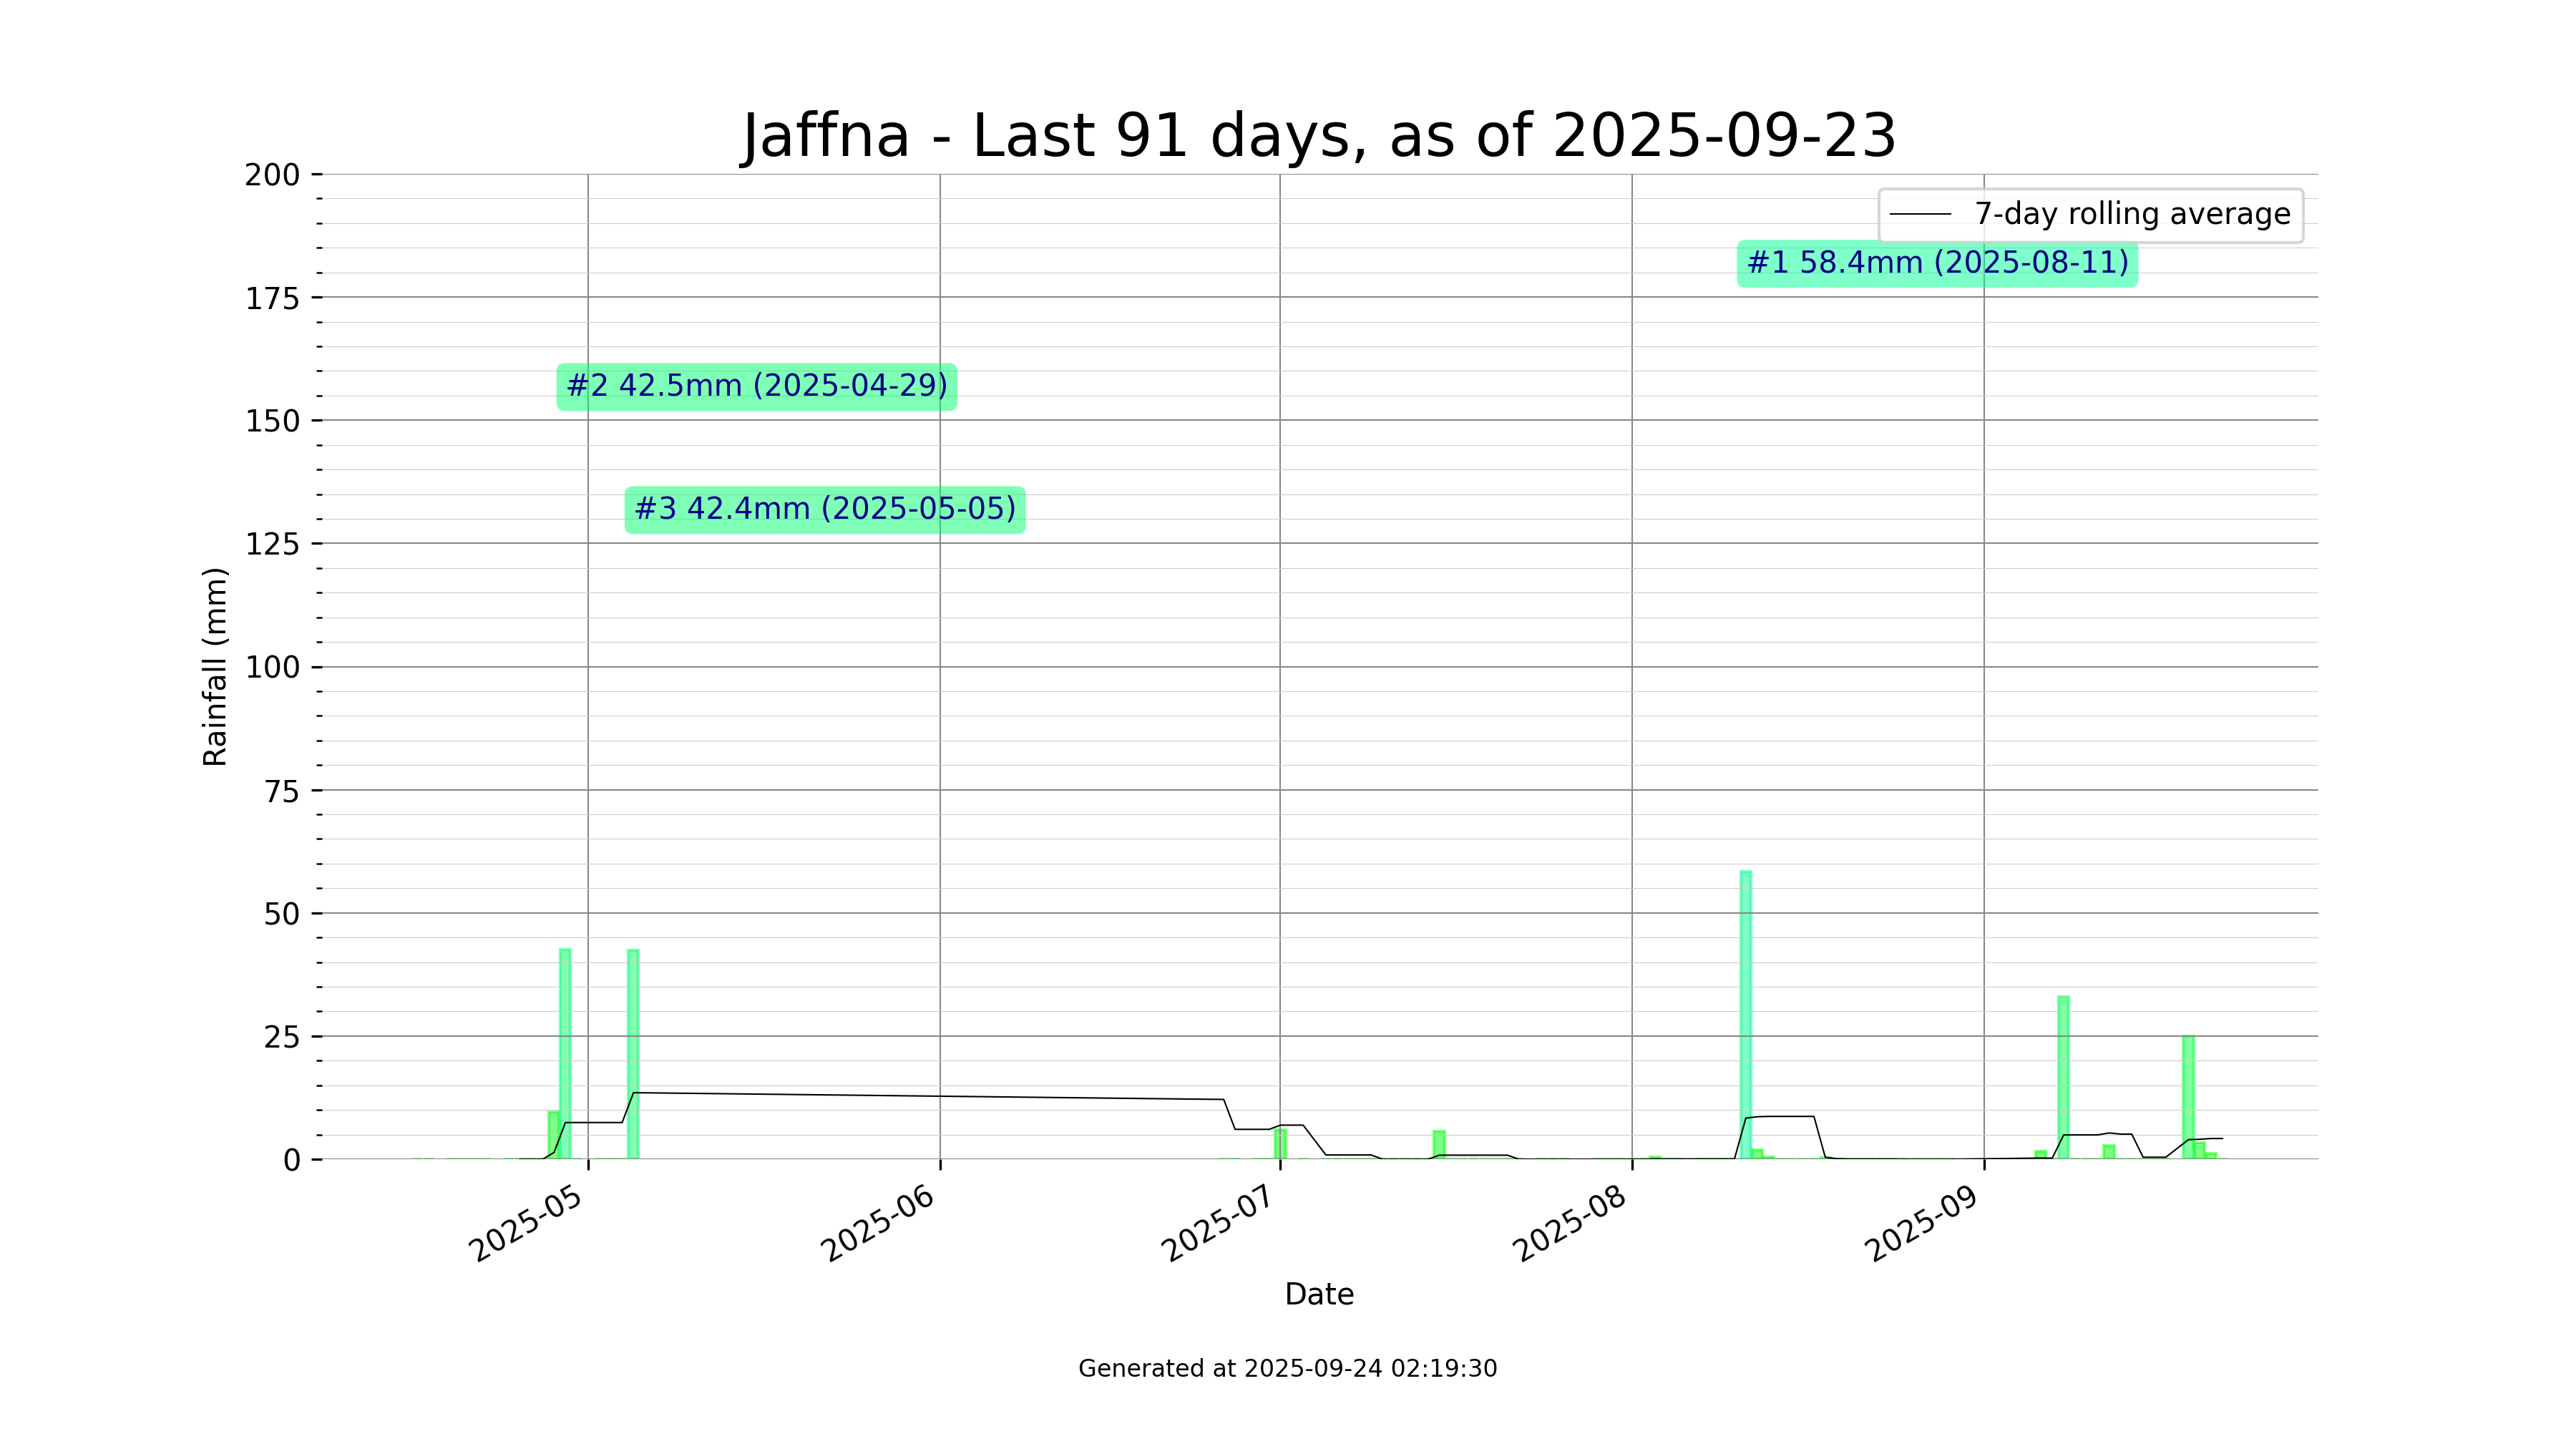 Jaffna - Last 91 days, as of 2025-09-23
200
175
150
125
100
75
50
25
0
Rainfall (mm)
7-day rolling average
#1 58.4mm (2025-08-11)
#2 42.5mm (2025-04-29)
#3 42.4mm (2025-05-05)
2025-05
2025-06
2025-07
2025-08
2025-09
Date
Generated at 2025-09-24 02:19:30